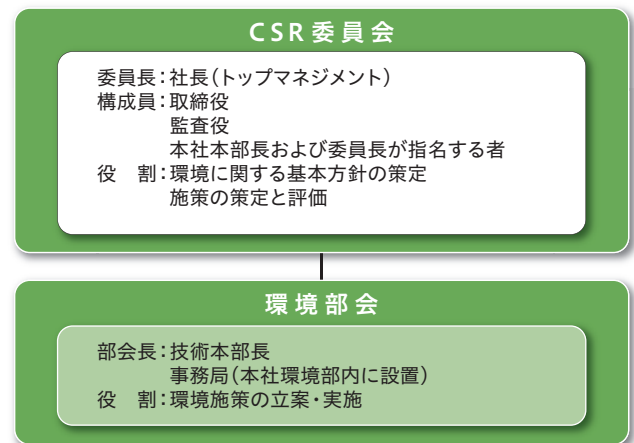 CSR委員会
委員長：社長（トップマネジメント）
構成員：取締役
監査役
本社本部長および委員長が指名する者
役　割：環境に関する基本方針の策定
施策の策定と評価
環境部会
部会長：技術本部長
事務局（本社環境部内に設置）
役　割：環境施策の立案・実施